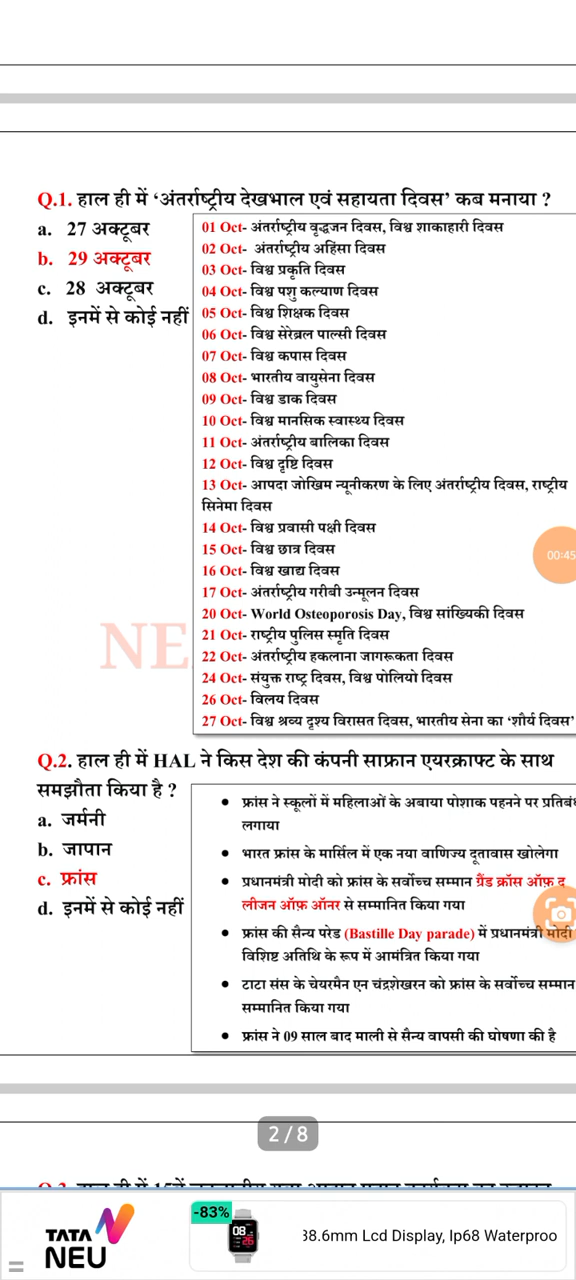 Q.1. हाल ही में ‘अंतर्राष्ट्रीय देखभाल एवं सहायता दिवस’ कब मनाया ?
a. 27 अक्टूबर
b. 29 अक्टूबर
c. 28 अक्टूबर
d. इनमें से कोई नहीं
01 Oct- अंतर्राष्ट्रीय वृद्धजन दिवस, विश्व शाकाहारी दिवस
02 Oct- अंतर्राष्ट्रीय अहिंसा दिवस
03 Oct- विश्व प्रकृति दिवस
04 Oct- विश्व पशु कल्याण दिवस
05 Oct- विश्व शिक्षक दिवस
06 Oct- विश्व सेरेब्रल पाल्सी दिवस
07 Oct- विश्व कपास दिवस
08 Oct- भारतीय वायुसेना दिवस
09 Oct- विश्व डाक दिवस
10 Oct- विश्व मानसिक स्वास्थ्य दिवस
11 Oct- अंतर्राष्ट्रीय बालिका दिवस
12 Oct- विश्व दृष्टि दिवस
13 Oct- आपदा जोखिम न्यूनीकरण के लिए अंतर्राष्ट्रीय दिवस, राष्ट्रीय
सिनेमा दिवस
14 Oct- विश्व प्रवासी पक्षी दिवस
15 Oct- विश्व छात्र दिवस
16 Oct- विश्व खाद्य दिवस
17 Oct- अंतर्राष्ट्रीय गरीबी उन्मूलन दिवस
20 Oct- World Osteoporosis Day, विश्व सांख्यिकी दिवस
21 Oct- राष्ट्रीय पुलिस स्मृति दिवस
22 Oct- अंतर्राष्ट्रीय हकलाना जागरूकता दिवस
24 Oct- संयुक्त राष्ट्र दिवस, विश्व पोलियो दिवस
26 Oct- विलय दिवस
27 Oct- विश्व श्रव्य दृश्य विरासत दिवस, भारतीय सेना का ‘शौर्य दिवस’
00:45
NE
Q.2. हाल ही में HAL ने किस देश की कंपनी साफ्रान एयरक्राफ्ट के साथ
समझौता किया है ?
a. जर्मनी
b. जापान
c. फ्रांस
d. इनमें से कोई नहीं
• फ्रांस ने स्कूलों में महिलाओं के अबाया पोशाक पहनने पर
लगाया
• भारत फ्रांस के मार्सिल में एक नया वाणिज्य दूतावास खोलेगा
• प्रधानमंत्री मोदी को फ्रांस के सर्वोच्च सम्मान ग्रैंड क्रॉस ऑफ़ द
लीजन ऑफ़ ऑनर से सम्मानित किया गया
• फ्रांस की सैन्य परेड (Bastille Day parade) में प्रधानमंत्री मोदी
विशिष्ट अतिथि के रूप में आमंत्रित किया गया
• टाटा संस के चेयरमैन एन चंद्रशेखरन को फ्रांस के सर्वोच्च सम्मान
सम्मानित किया गया
• फ्रांस ने 09 साल बाद माली से सैन्य वापसी की घोषणा की है
2 / 8
TATA
NEU
-83%
08
26
38.6mm Lcd Display, Ip68 Waterproo